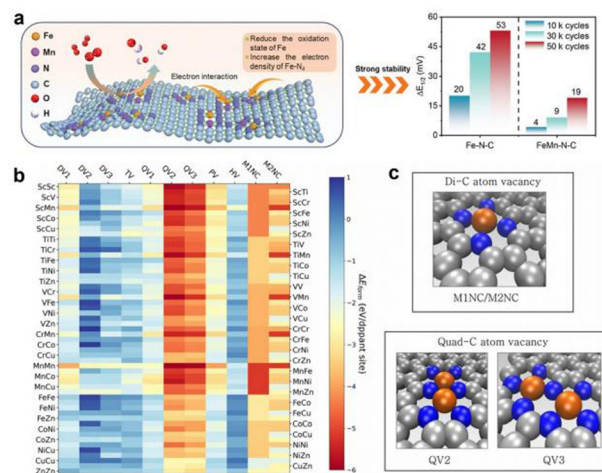 a
Fe
Mn
N
C
O
H
Reduce the oxidation
state of Fe
Increase the electron
density of Fe-N₄
Electron interaction
Strong stability
ΔE₁/₂ (mV)
60
45
30
15
0
10 k cycles
30 k cycles
50 k cycles
20
42
53
4
9
19
Fe-N-C
FeMn-N-C
b
DV1 DV2 DV3 TV QV1 QV2 QV3 PV HV M1NC M2NC
ScSc
ScV
ScMn
ScCo
ScCu
TiTi
TiCr
TiFe
TiNi
TiZn
VCr
VFe
VNi
VZn
CrMn
CrCo
CrCu
MnMn
MnCo
MnCu
FeFe
FeNi
FeZn
CoNi
CoZn
NiCu
CuCu
ZnZn
ScTi
ScCr
ScFe
ScNi
ScZn
TiV
TiMn
TiCo
TiCu
VV
VMn
VCo
VCu
CrCr
CrFe
CrNi
CrZn
MnFe
MnNi
MnZn
FeCo
FeCu
CoCo
CoCu
NiNi
NiZn
CuZn
1
0
−1
−2
−3
−4
−5
−6
ΔE form (eV/dopant site)
c
Di-C atom vacancy
M1NC/M2NC
Quad-C atom vacancy
QV2
QV3